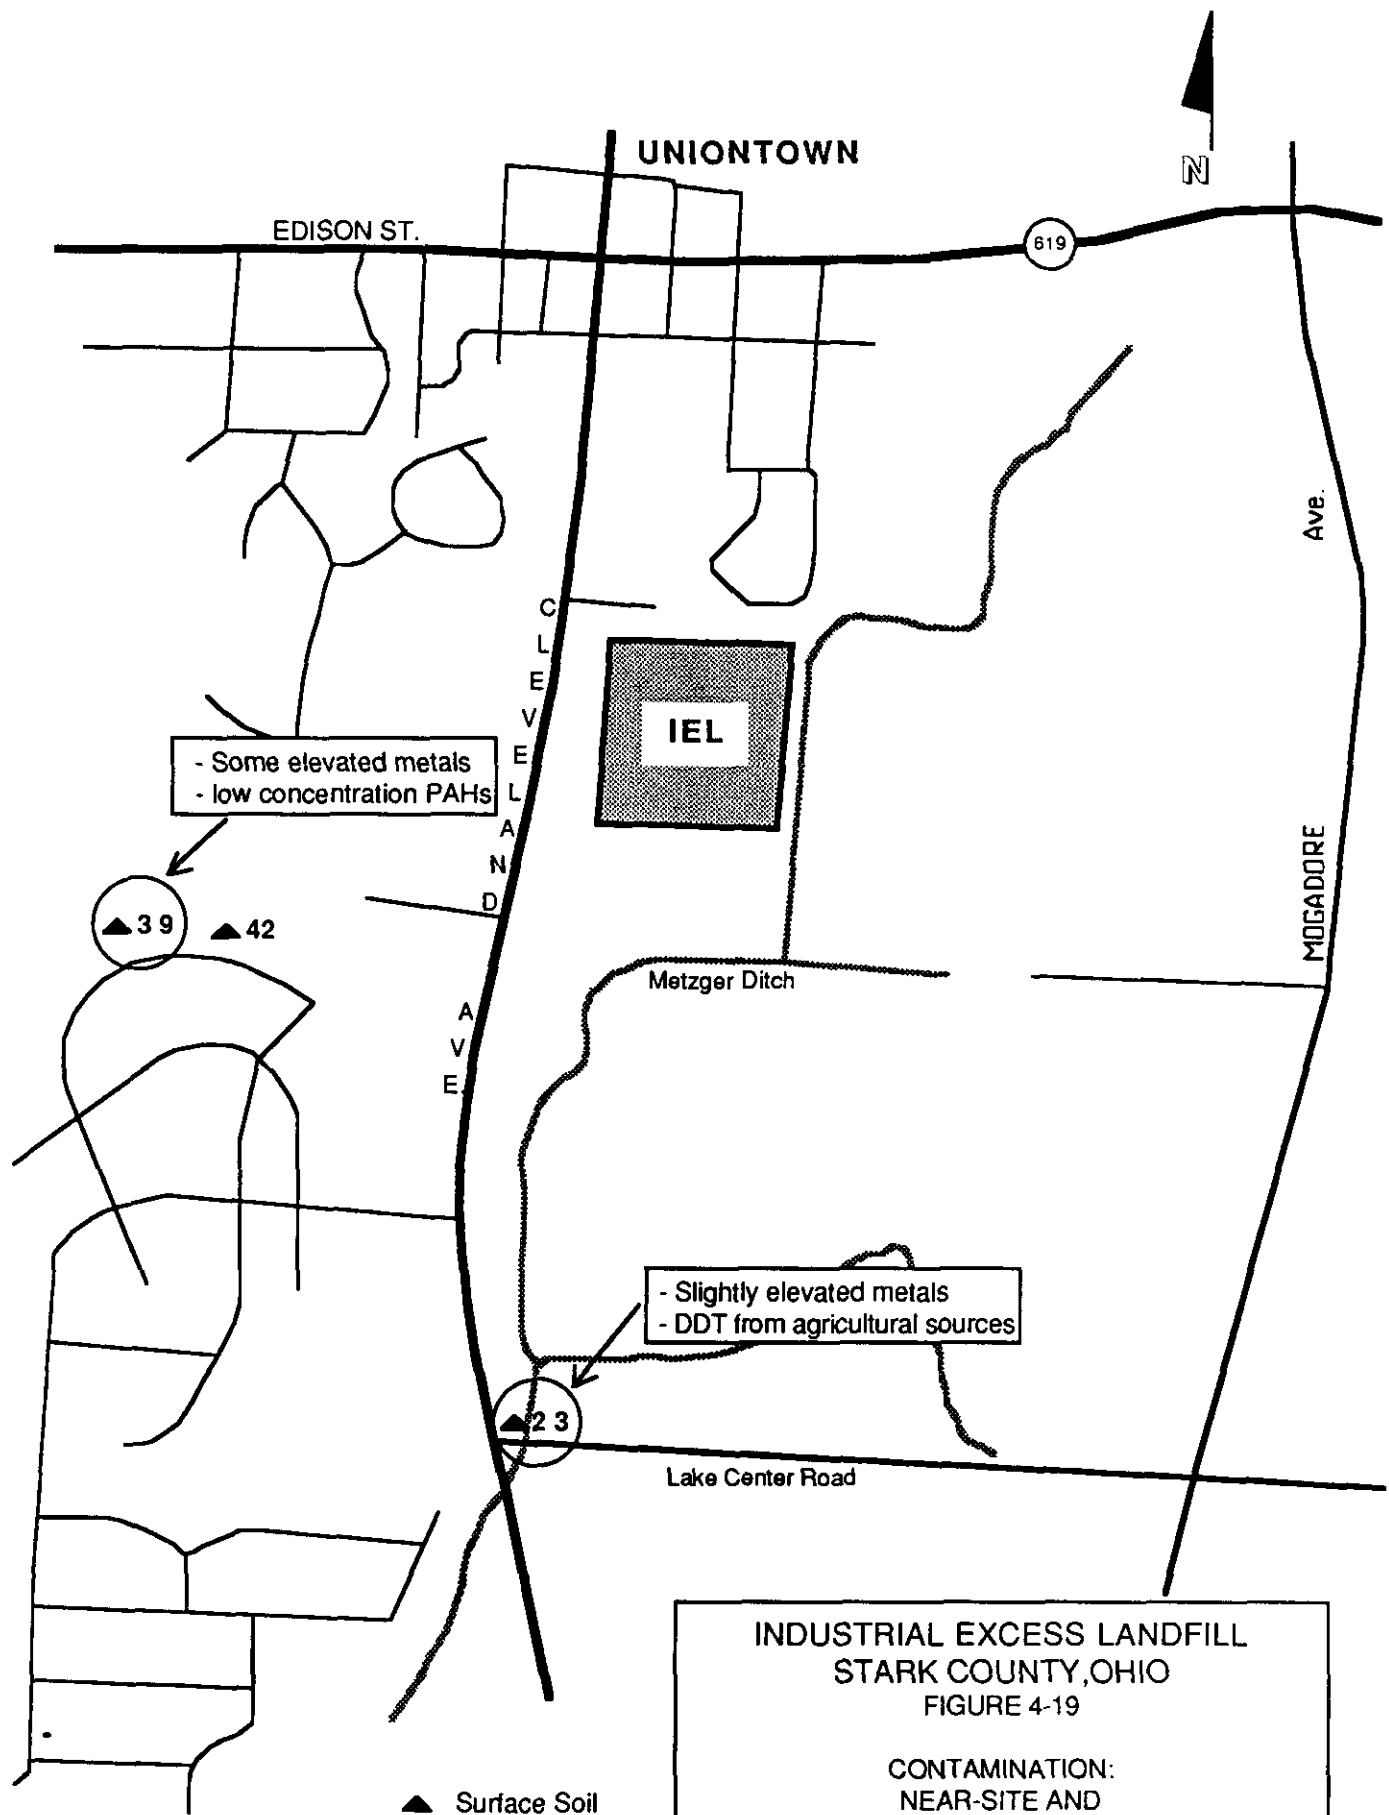 UNIONTOWN
N
EDISON ST.
619
Ave.
MOGADORE
CLEVELAND AVE.
IEL
- Some elevated metals
- low concentration PAHs
39
42
Metzger Ditch
- Slightly elevated metals
- DDT from agricultural sources
23
Lake Center Road
INDUSTRIAL EXCESS LANDFILL
STARK COUNTY,OHIO
FIGURE 4-19
CONTAMINATION:
NEAR-SITE AND
Surface Soil